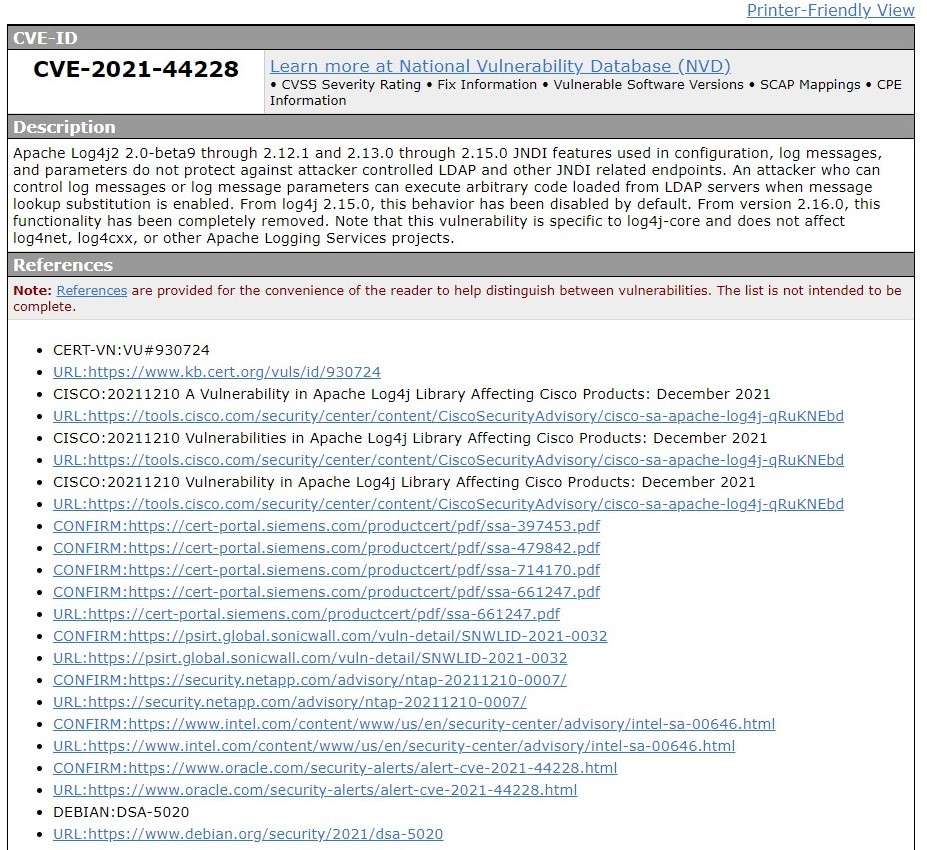 Printer-Friendly View
CVE-ID
CVE-2021-44228
Learn more at National Vulnerability Database (NVD)
• CVSS Severity Rating • Fix Information • Vulnerable Software Versions • SCAP Mappings • CPE
Information
Description
Apache Log4j2 2.0-beta9 through 2.12.1 and 2.13.0 through 2.15.0 JNDI features used in configuration, log messages,
and parameters do not protect against attacker controlled LDAP and other JNDI related endpoints. An attacker who can
control log messages or log message parameters can execute arbitrary code loaded from LDAP servers when message
lookup substitution is enabled. From log4j 2.15.0, this behavior has been disabled by default. From version 2.16.0, this
functionality has been completely removed. Note that this vulnerability is specific to log4j-core and does not affect
log4net, log4cxx, or other Apache Logging Services projects.
References
Note: References are provided for the convenience of the reader to help distinguish between vulnerabilities. The list is not intended to be
complete.
• CERT-VN:VU#930724
• URL:https://www.kb.cert.org/vuls/id/930724
• CISCO:20211210 A Vulnerability in Apache Log4j Library Affecting Cisco Products: December 2021
• URL:https://tools.cisco.com/security/center/content/CiscoSecurityAdvisory/cisco-sa-apache-log4j-qRuKNEbd
• CISCO:20211210 Vulnerabilities in Apache Log4j Library Affecting Cisco Products: December 2021
• URL:https://tools.cisco.com/security/center/content/CiscoSecurityAdvisory/cisco-sa-apache-log4j-qRuKNEbd
• CISCO:20211210 Vulnerability in Apache Log4j Library Affecting Cisco Products: December 2021
• URL:https://tools.cisco.com/security/center/content/CiscoSecurityAdvisory/cisco-sa-apache-log4j-qRuKNEbd
• CONFIRM:https://cert-portal.siemens.com/productcert/pdf/ssa-397453.pdf
• CONFIRM:https://cert-portal.siemens.com/productcert/pdf/ssa-479842.pdf
• CONFIRM:https://cert-portal.siemens.com/productcert/pdf/ssa-714170.pdf
• CONFIRM:https://cert-portal.siemens.com/productcert/pdf/ssa-661247.pdf
• URL:https://cert-portal.siemens.com/productcert/pdf/ssa-661247.pdf
• CONFIRM:https://psirt.global.sonicwall.com/vuln-detail/SNWLID-2021-0032
• URL:https://psirt.global.sonicwall.com/vuln-detail/SNWLID-2021-0032
• CONFIRM:https://security.netapp.com/advisory/ntap-20211210-0007/
• URL:https://security.netapp.com/advisory/ntap-20211210-0007/
• CONFIRM:https://www.intel.com/content/www/us/en/security-center/advisory/intel-sa-00646.html
• URL:https://www.intel.com/content/www/us/en/security-center/advisory/intel-sa-00646.html
• CONFIRM:https://www.oracle.com/security-alerts/alert-cve-2021-44228.html
• URL:https://www.oracle.com/security-alerts/alert-cve-2021-44228.html
• DEBIAN:DSA-5020
• URL:https://www.debian.org/security/2021/dsa-5020